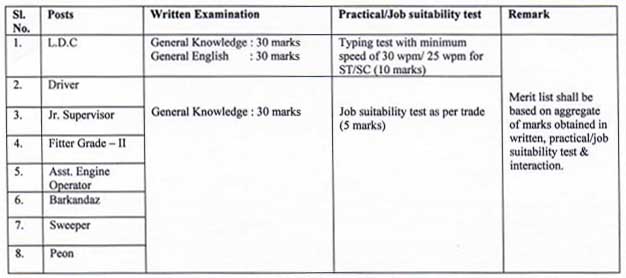 Sl. No. Posts Written Examination Practical/Job suitability test Remark
1. L.D.C General Knowledge : 30 marks Typing test with minimum
General English : 30 marks speed of 30 wpm/ 25 wpm for
ST/SC (10 marks)
2. Driver
3. Jr. Supervisor General Knowledge : 30 marks Job suitability test as per trade
(5 marks)
4. Fitter Grade – II
5. Asst. Engine
Operator
6. Barkandaz
7. Sweeper
8. Peon
Merit list shall be
based on aggregate
of marks obtained in
written, practical/job
suitability test &
interaction.